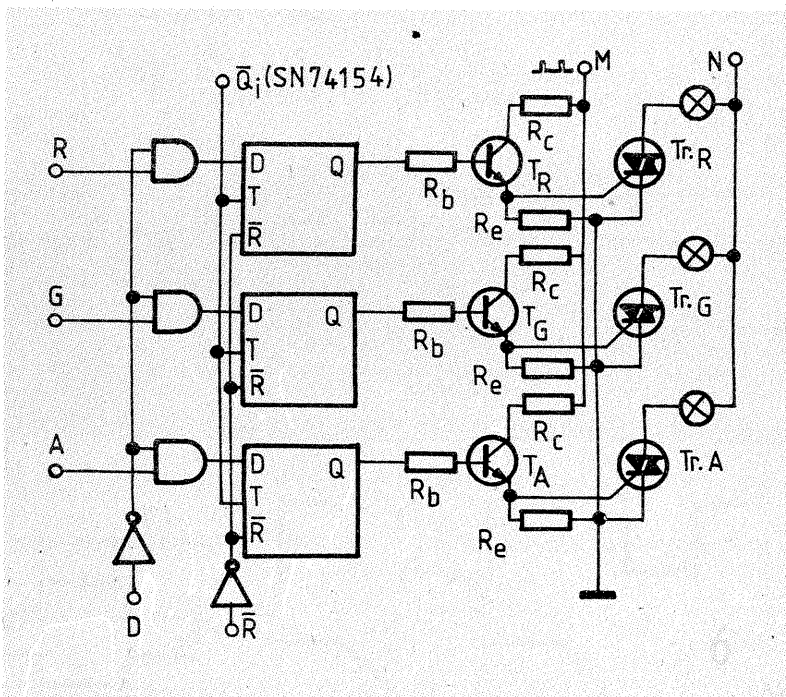 Q̅i (SN74154)
M
N
R
D
Q
T
R̅
Rb
Rc
TR
Re
Tr.R
G
D
Q
T
R̅
Rb
Rc
TG
Re
Tr.G
A
D
Q
T
R̅
Rb
Rc
TA
Re
Tr.A
D
R̅